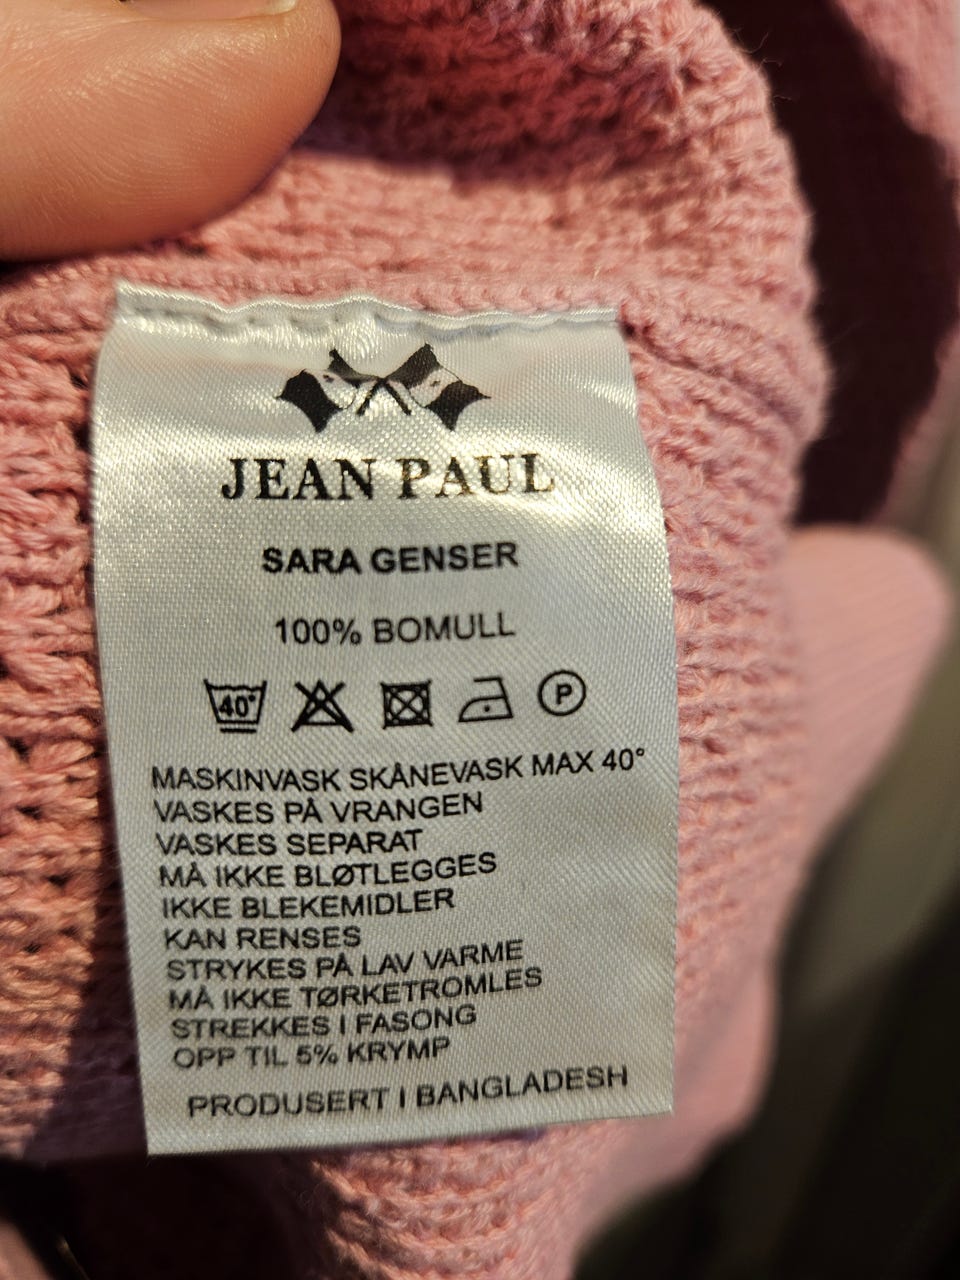 JEAN PAUL
SARA GENSER
100% BOMULL
40°
P
MASKINVASK SKÅNEVASK MAX 40°
VASKES PÅ VRANGEN
VASKES SEPARAT
MÅ IKKE BLØTLEGGES
IKKE BLEKEMIDLER
KAN RENSES
STRYKES PÅ LAV VARME
MÅ IKKE TØRKETROMLES
STREKKES I FASONG
OPP TIL 5% KRYMP
PRODUSERT I BANGLADESH